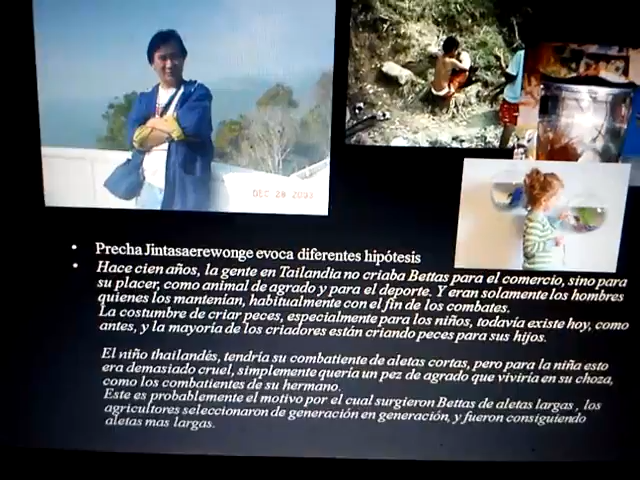 DEC 28 2003
• Precha Jintasaerewonge evoca diferentes hipótesis
• Hace cien años, la gente en Tailandia no criaba Bettas para el comercio, sino para
su placer, como animal de agrado y para el deporte. Y eran solamente los hombres
quienes los mantenían, habitualmente con el fin de los combates.
La costumbre de criar peces, especialmente para los niños, todavía existe hoy, como
antes, y la mayoría de los criadores están criando peces para sus hijos.
El niño thailandés, tendría su combatiente de aletas cortas, pero para la niña esto
era demasiado cruel, simplemente quería un pez de agrado que viviría en su choza,
como los combatientes de su hermano.
Este es probablemente el motivo por el cual surgieron Bettas de aletas largas , los
agricultores seleccionaron de generación en generación, y fueron consiguiendo
aletas mas largas.